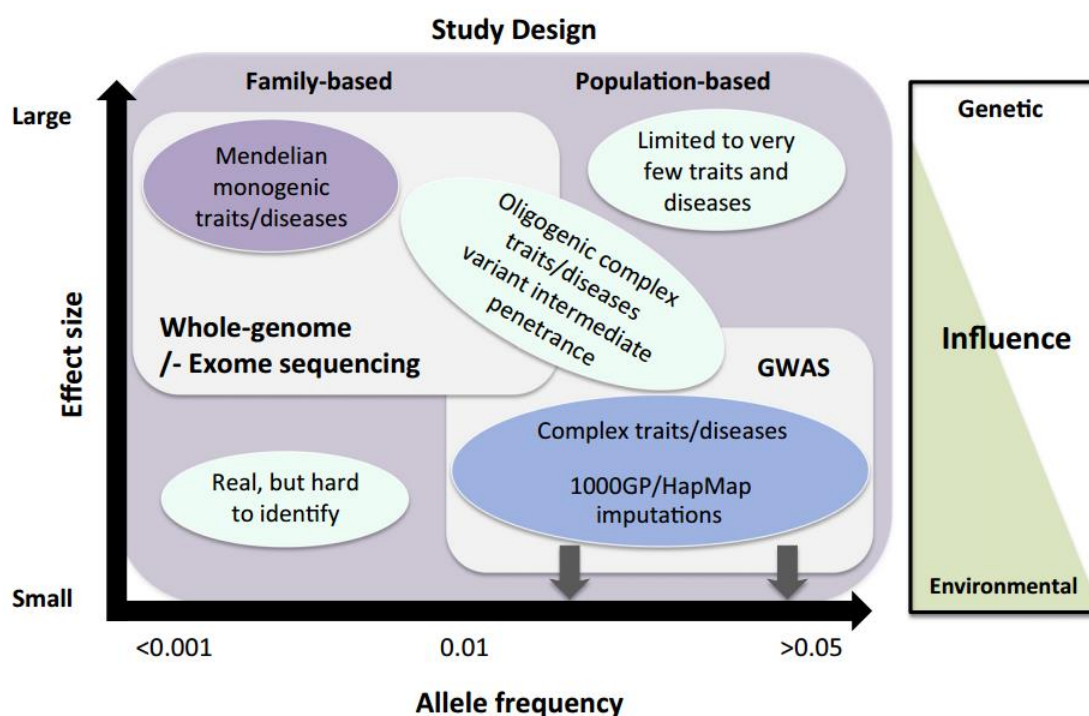 Study Design
Family-based
Population-based
Large
Mendelian
monogenic
traits/diseases
Limited to very
few traits and
diseases
Oligogenic complex
traits/diseases
variant intermediate
penetrance
Whole-genome
/- Exome sequencing
GWAS
Effect size
Complex traits/diseases
1000GP/HapMap
imputations
Real, but hard
to identify
Small
<0.001
0.01
>0.05
Allele frequency
Genetic
Influence
Environmental